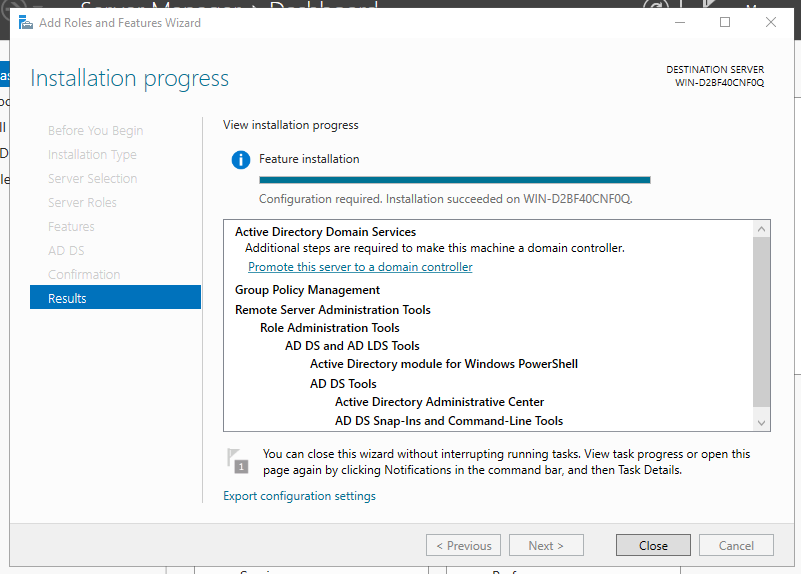 Server Manager > Dashboard
Add Roles and Features Wizard
Installation progress
DESTINATION SERVER
WIN-D2BF40CNF0Q
Before You Begin
Installation Type
Server Selection
Server Roles
Features
AD DS
Confirmation
Results
View installation progress
Feature installation
Configuration required. Installation succeeded on WIN-D2BF40CNF0Q.
Active Directory Domain Services
Additional steps are required to make this machine a domain controller.
Promote this server to a domain controller
Group Policy Management
Remote Server Administration Tools
Role Administration Tools
AD DS and AD LDS Tools
Active Directory module for Windows PowerShell
AD DS Tools
Active Directory Administrative Center
AD DS Snap-Ins and Command-Line Tools
1
You can close this wizard without interrupting running tasks. View task progress or open this
page again by clicking Notifications in the command bar, and then Task Details.
Export configuration settings
< Previous
Next >
Close
Cancel